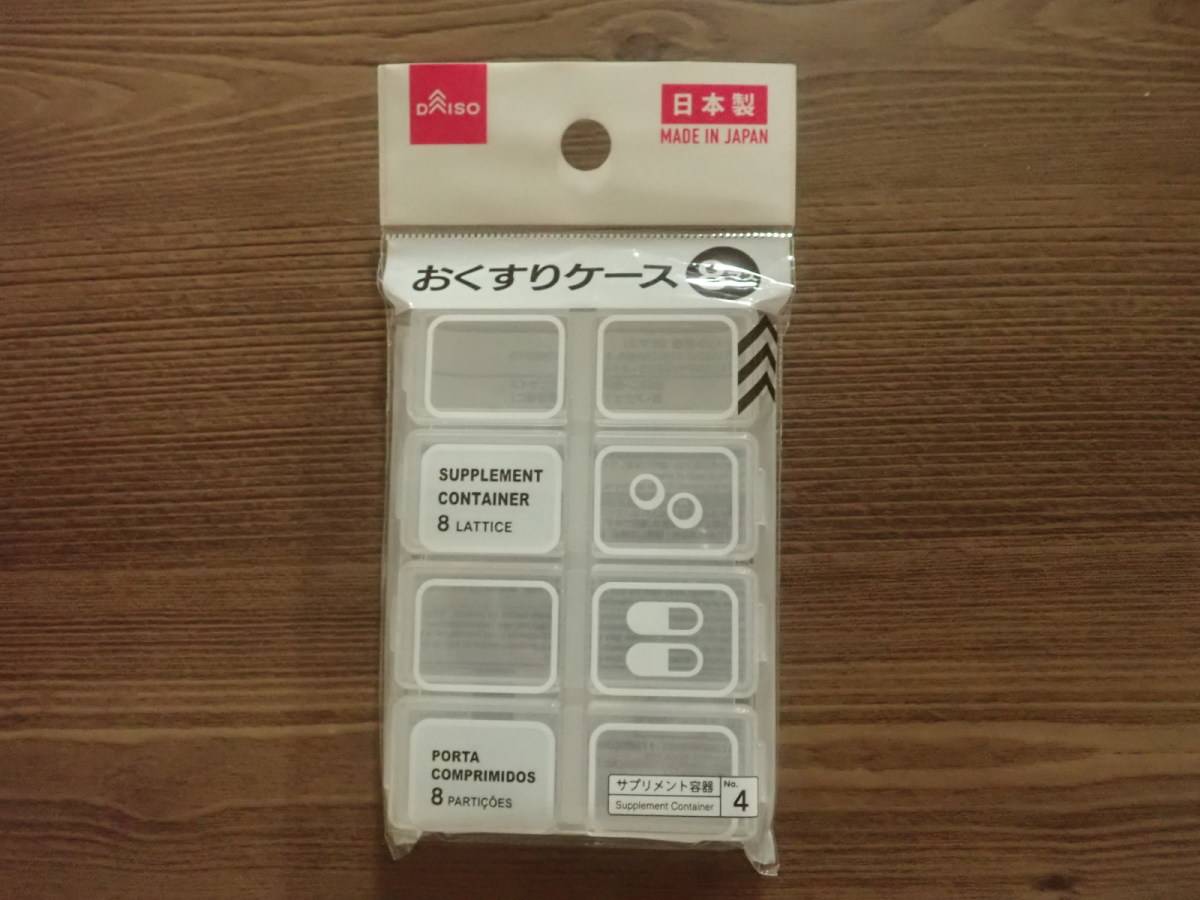 DAISO
日本製
MADE IN JAPAN
おくすりケース
SUPPLEMENT
CONTAINER
8 LATTICE
PORTA
COMPRIMIDOS
8 PARTIÇÕES
サプリメント容器
Supplement Container
No.
4